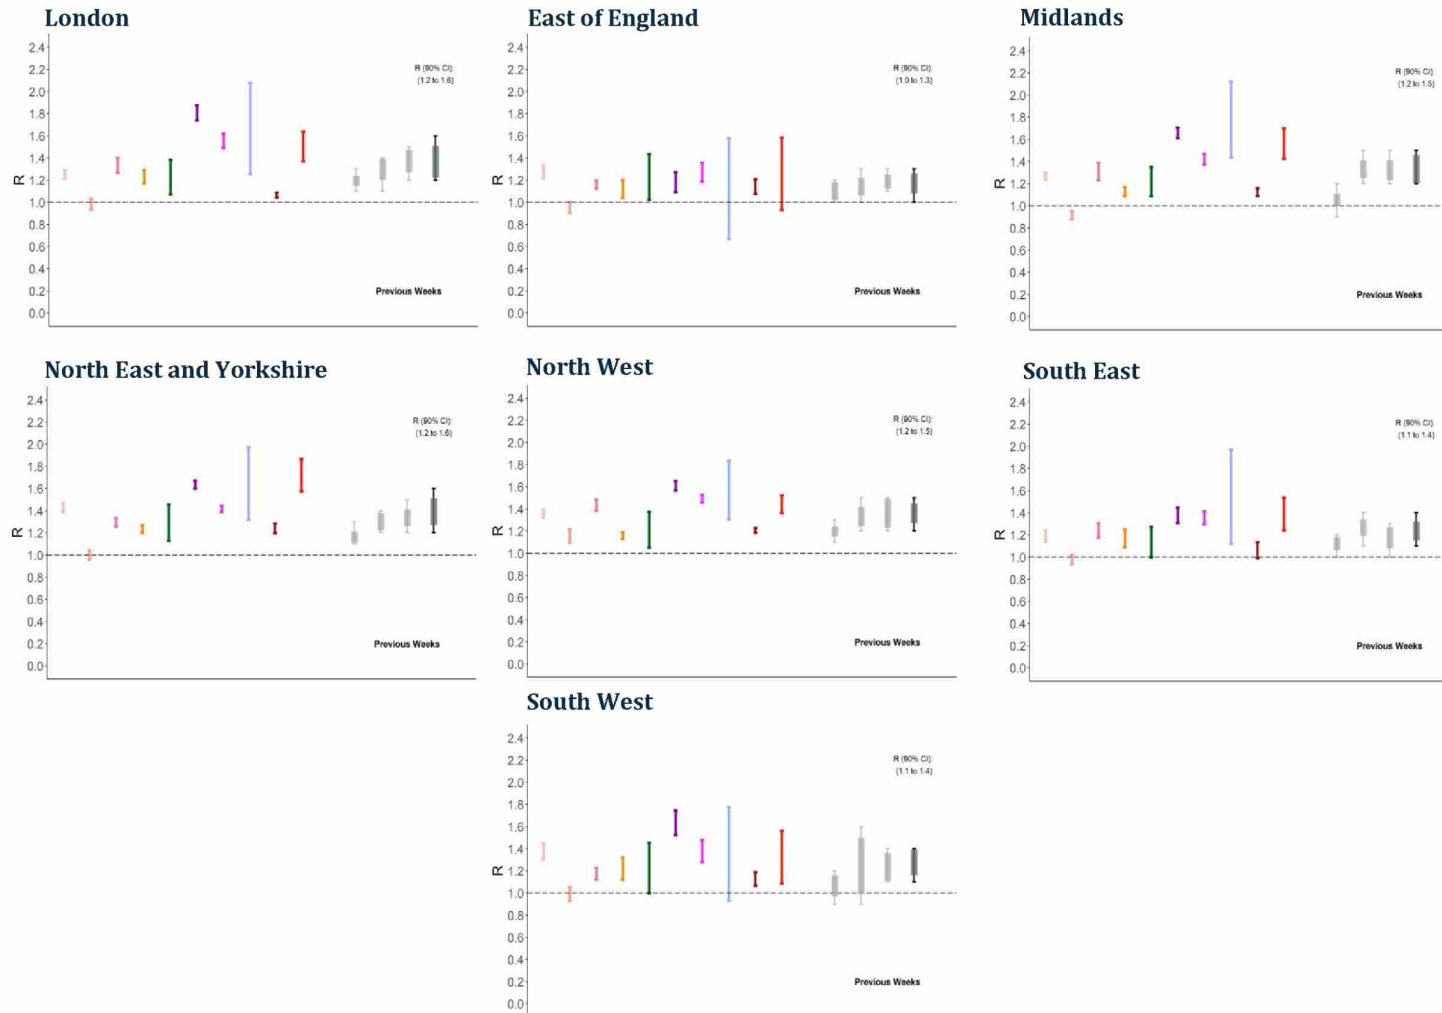 London
2.4
2.2
2.0
1.8
1.6
1.4
1.2
1.0
0.8
0.6
0.4
0.2
0.0
R
R (90% CI):
(1.2 to 1.6)
Previous Weeks
East of England
2.4
2.2
2.0
1.8
1.6
1.4
1.2
1.0
0.8
0.6
0.4
0.2
0.0
R
R (90% CI):
(1.0 to 1.3)
Previous Weeks
Midlands
2.4
2.2
2.0
1.8
1.6
1.4
1.2
1.0
0.8
0.6
0.4
0.2
0.0
R
R (90% CI):
(1.2 to 1.5)
Previous Weeks
North East and Yorkshire
2.4
2.2
2.0
1.8
1.6
1.4
1.2
1.0
0.8
0.6
0.4
0.2
0.0
R
R (90% CI):
(1.2 to 1.6)
Previous Weeks
North West
2.4
2.2
2.0
1.8
1.6
1.4
1.2
1.0
0.8
0.6
0.4
0.2
0.0
R
R (90% CI):
(1.2 to 1.5)
Previous Weeks
South East
2.4
2.2
2.0
1.8
1.6
1.4
1.2
1.0
0.8
0.6
0.4
0.2
0.0
R
R (90% CI):
(1.1 to 1.4)
Previous Weeks
South West
2.4
2.2
2.0
1.8
1.6
1.4
1.2
1.0
0.8
0.6
0.4
0.2
0.0
R
R (90% CI):
(1.1 to 1.4)
Previous Weeks